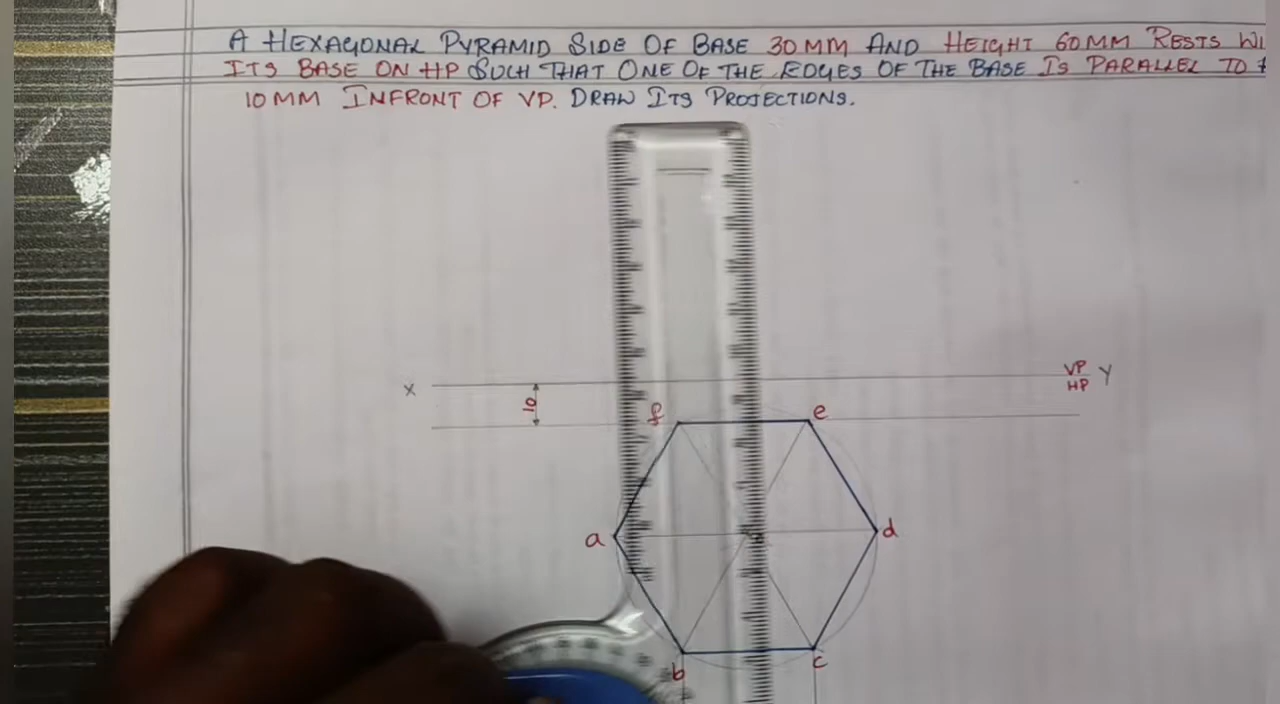 A HEXAGONAL PYRAMID SIDE OF BASE 30 MM AND HEIGHT 60 MM RESTS WI
ITS BASE ON HP SUCH THAT ONE OF THE EDGES OF THE BASE IS PARALLEL TO
10 MM INFRONT OF VP. DRAW ITS PROJECTIONS.
X
VP
HP
Y
10
f
e
a
d
b
c